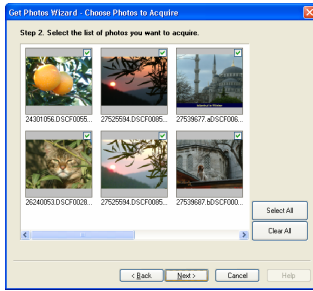 Get Photos Wizard - Choose Photos to Acquire
Step 2. Select the list of photos you want to acquire.
24301056.DSCF0055...
27525594.DSCF0085...
27539677.aDSCF006...
26240053.DSCF0028...
27525594.DSCF0085...
27539687.bDSCF000...
Select All
Clear All
< Back
Next >
Cancel
Help